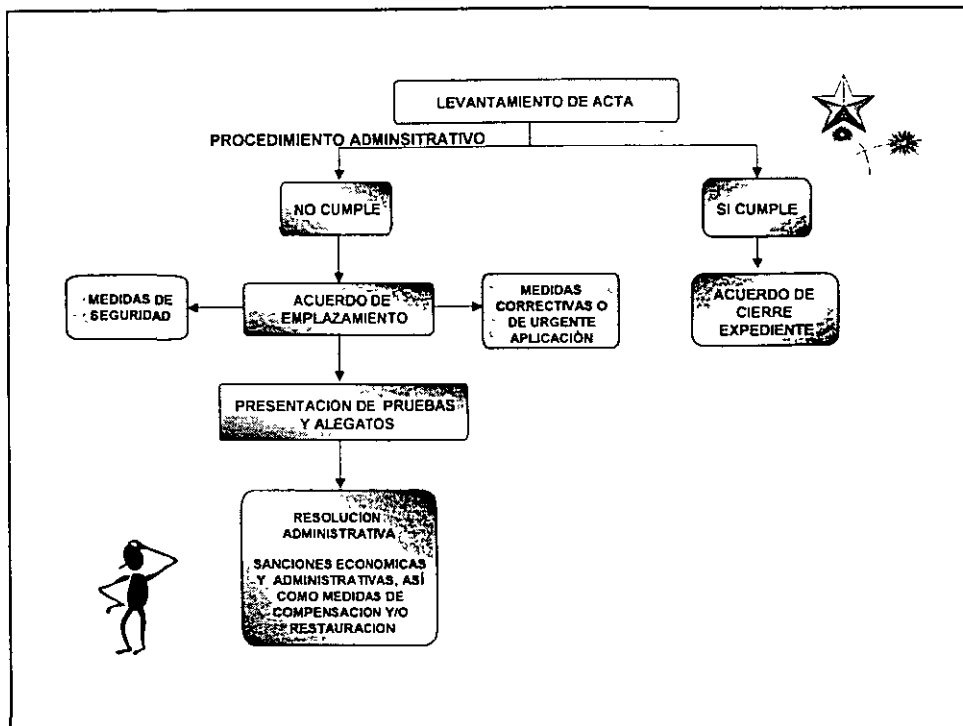 LEVANTAMIENTO DE ACTA
PROCEDIMIENTO ADMINSITRATIVO
NO CUMPLE
SI CUMPLE
MEDIDAS DE
SEGURIDAD
ACUERDO DE
EMPLAZAMIENTO
MEDIDAS
CORRECTIVAS O
DE URGENTE
APLICACIÓN
ACUERDO DE
CIERRE
EXPEDIENTE
PRESENTACION DE PRUEBAS
Y ALEGATOS
RESOLUCION
ADMINISTRATIVA
SANCIONES ECONOMICAS
Y ADMINISTRATIVAS, ASÍ
COMO MEDIDAS DE
COMPENSACION Y/O
RESTAURACION